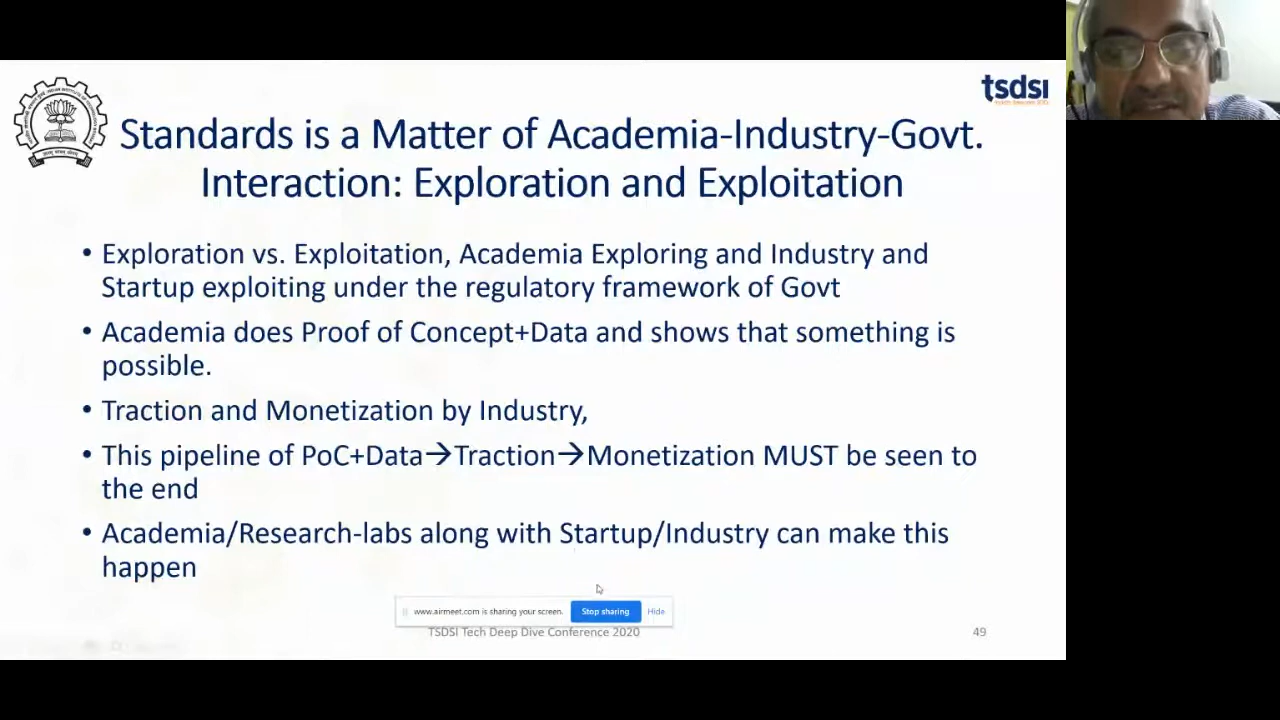 tsdsi
Standards is a Matter of Academia-Industry-Govt.
Interaction: Exploration and Exploitation
• Exploration vs. Exploitation, Academia Exploring and Industry and
Startup exploiting under the regulatory framework of Govt
• Academia does Proof of Concept+Data and shows that something is
possible.
• Traction and Monetization by Industry,
• This pipeline of PoC+Data→Traction→Monetization MUST be seen to
the end
• Academia/Research-labs along with Startup/Industry can make this
happen
www.airmeet.com is sharing your screen. Stop sharing Hide
TSDSI Tech Deep Dive Conference 2020 49